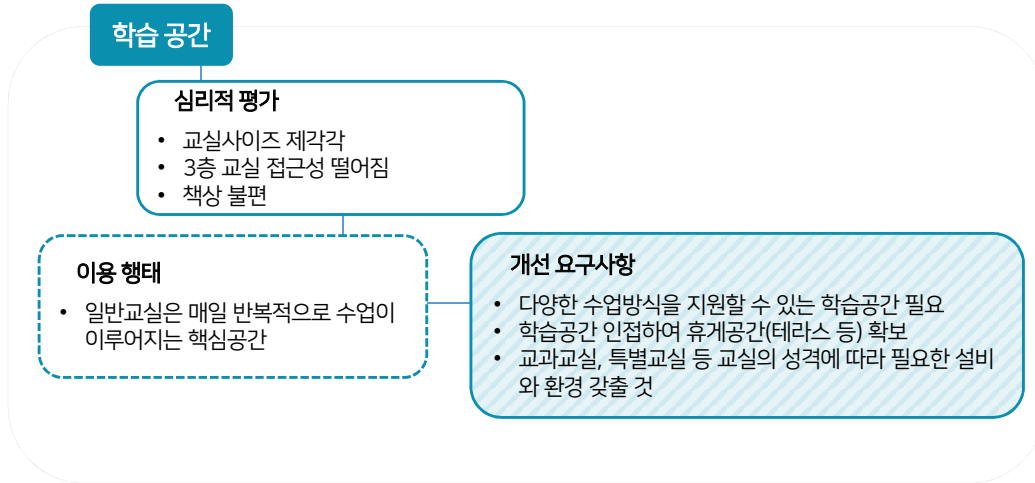 학습 공간
심리적 평가
• 교실사이즈 제각각
• 3층 교실 접근성 떨어짐
• 책상 불편
이용 행태
• 일반교실은 매일 반복적으로 수업이
이루어지는 핵심공간
개선 요구사항
• 다양한 수업방식을 지원할 수 있는 학습공간 필요
• 학습공간 인접하여 휴게공간(테라스 등) 확보
• 교과교실, 특별교실 등 교실의 성격에 따라 필요한 설비
와 환경 갖출 것